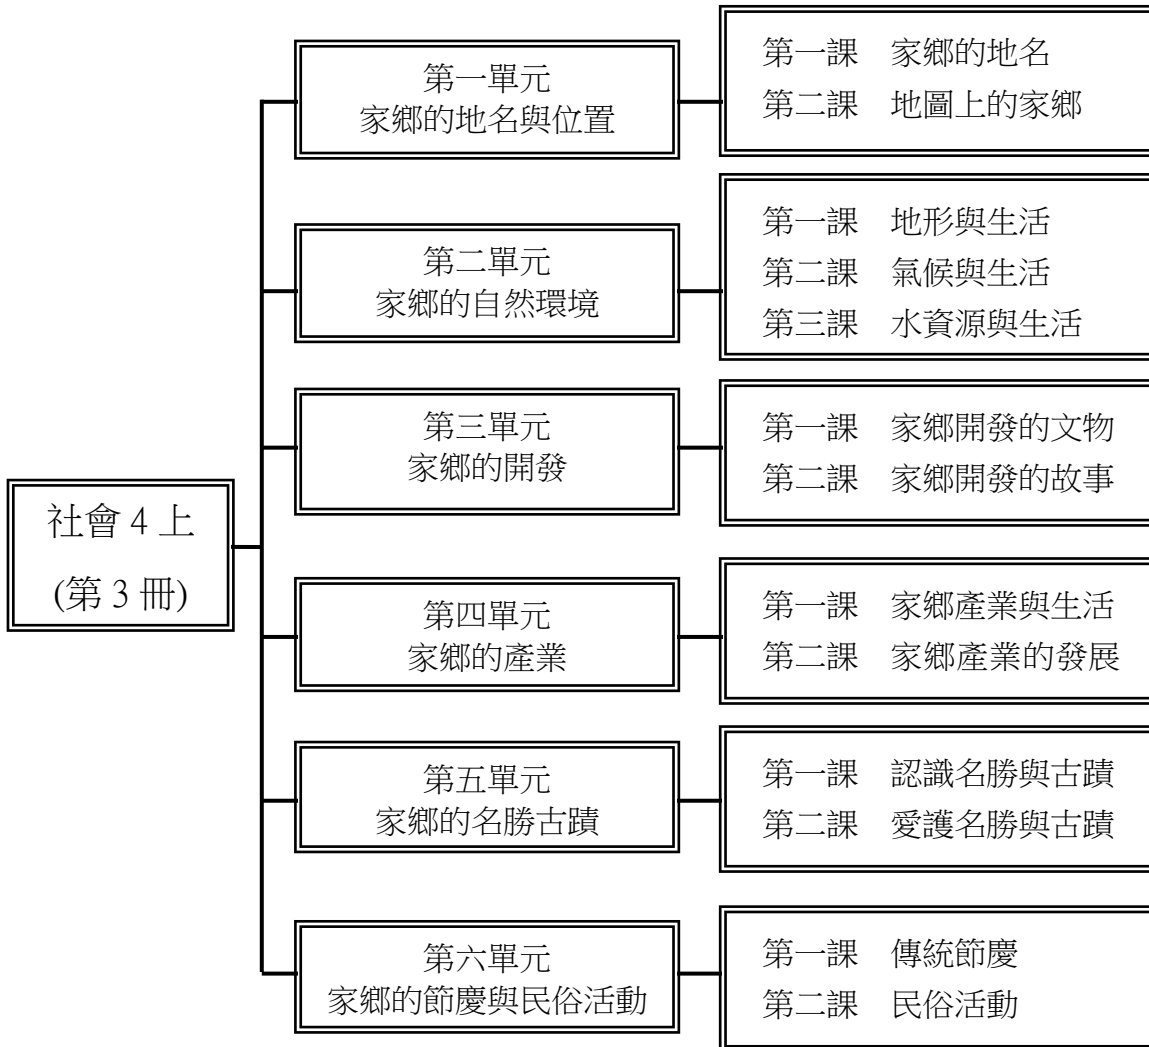 社會 4 上
(第 3 冊)
第一單元
家鄉的地名與位置
第一課 家鄉的地名
第二課 地圖上的家鄉
第二單元
家鄉的自然環境
第一課 地形與生活
第二課 氣候與生活
第三課 水資源與生活
第三單元
家鄉的開發
第一課 家鄉開發的文物
第二課 家鄉開發的故事
第四單元
家鄉的產業
第一課 家鄉產業與生活
第二課 家鄉產業的發展
第五單元
家鄉的名勝古蹟
第一課 認識名勝與古蹟
第二課 愛護名勝與古蹟
第六單元
家鄉的節慶與民俗活動
第一課 傳統節慶
第二課 民俗活動